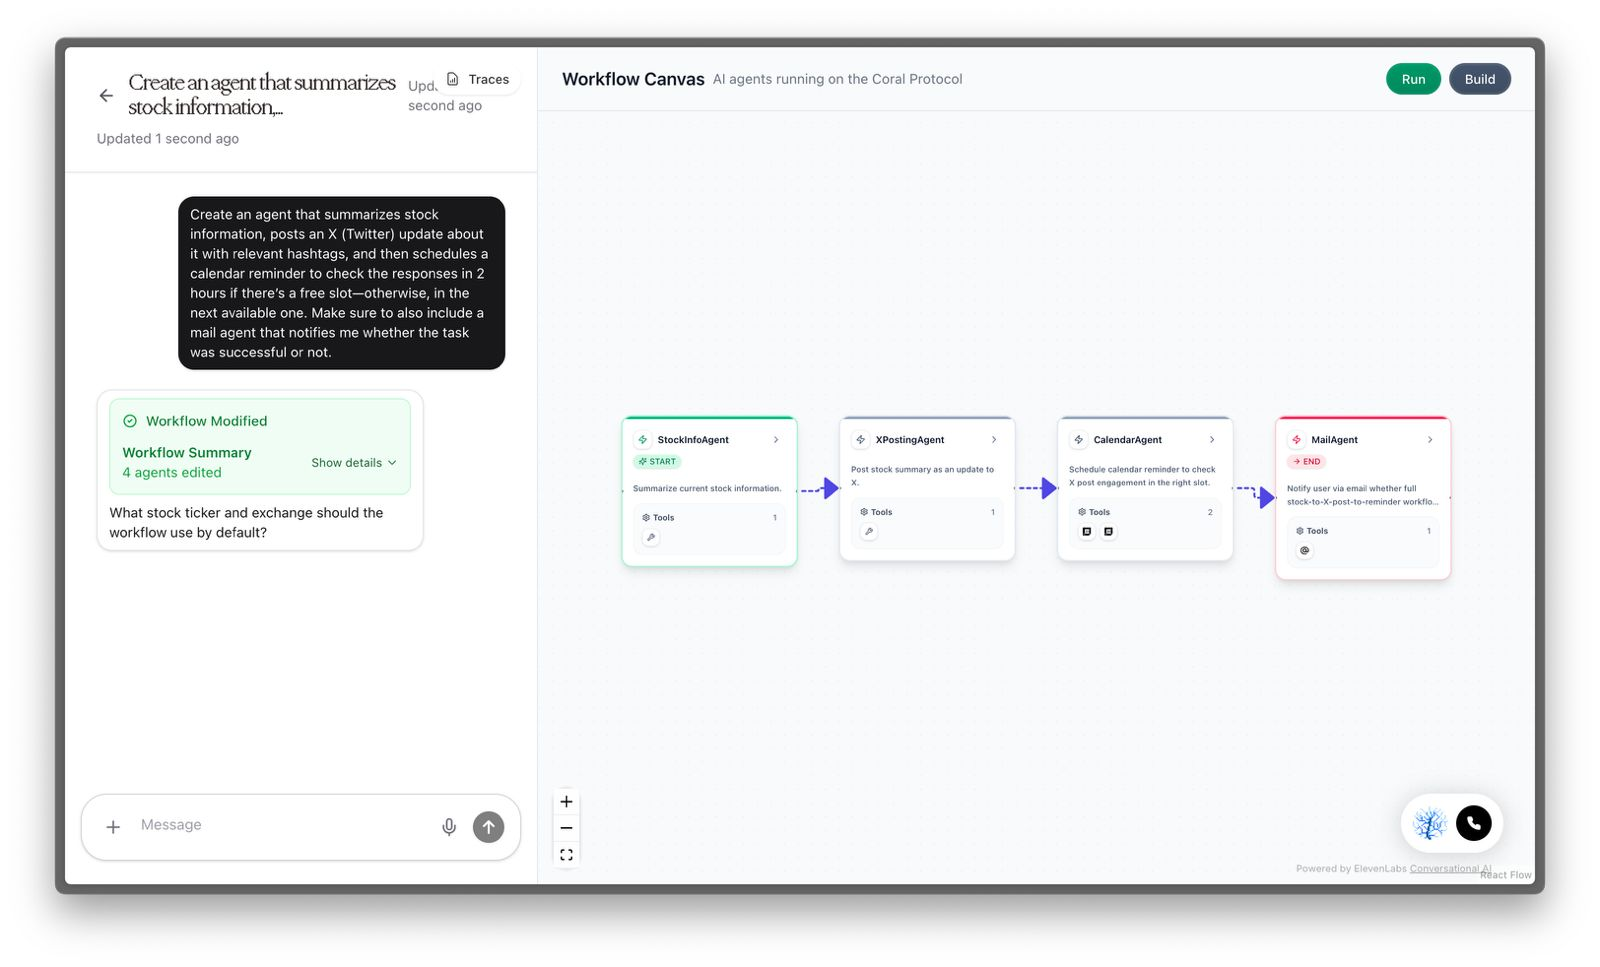 Create an agent that summarizes
stock information,...
Upd
second ago
Traces
Updated 1 second ago
Create an agent that summarizes stock
information, posts an X (Twitter) update about
it with relevant hashtags, and then schedules a
calendar reminder to check the responses in 2
hours if there's a free slot—otherwise, in the
next available one. Make sure to also include a
mail agent that notifies me whether the task
was successful or not.
Workflow Modified
Workflow Summary
4 agents edited
Show details
What stock ticker and exchange should the
workflow use by default?
Message
Workflow Canvas
AI agents running on the Coral Protocol
Run
Build
StockInfoAgent
START
Summarize current stock information.
Tools
1
XPostingAgent
Post stock summary as an update to
X.
Tools
1
CalendarAgent
Schedule calendar reminder to check
X post engagement in the right slot.
Tools
2
MailAgent
END
Notify user via email whether full
stock-to-X-post-to-reminder workflo...
Tools
1
Powered by ElevenLabs Conversational AI
React Flow